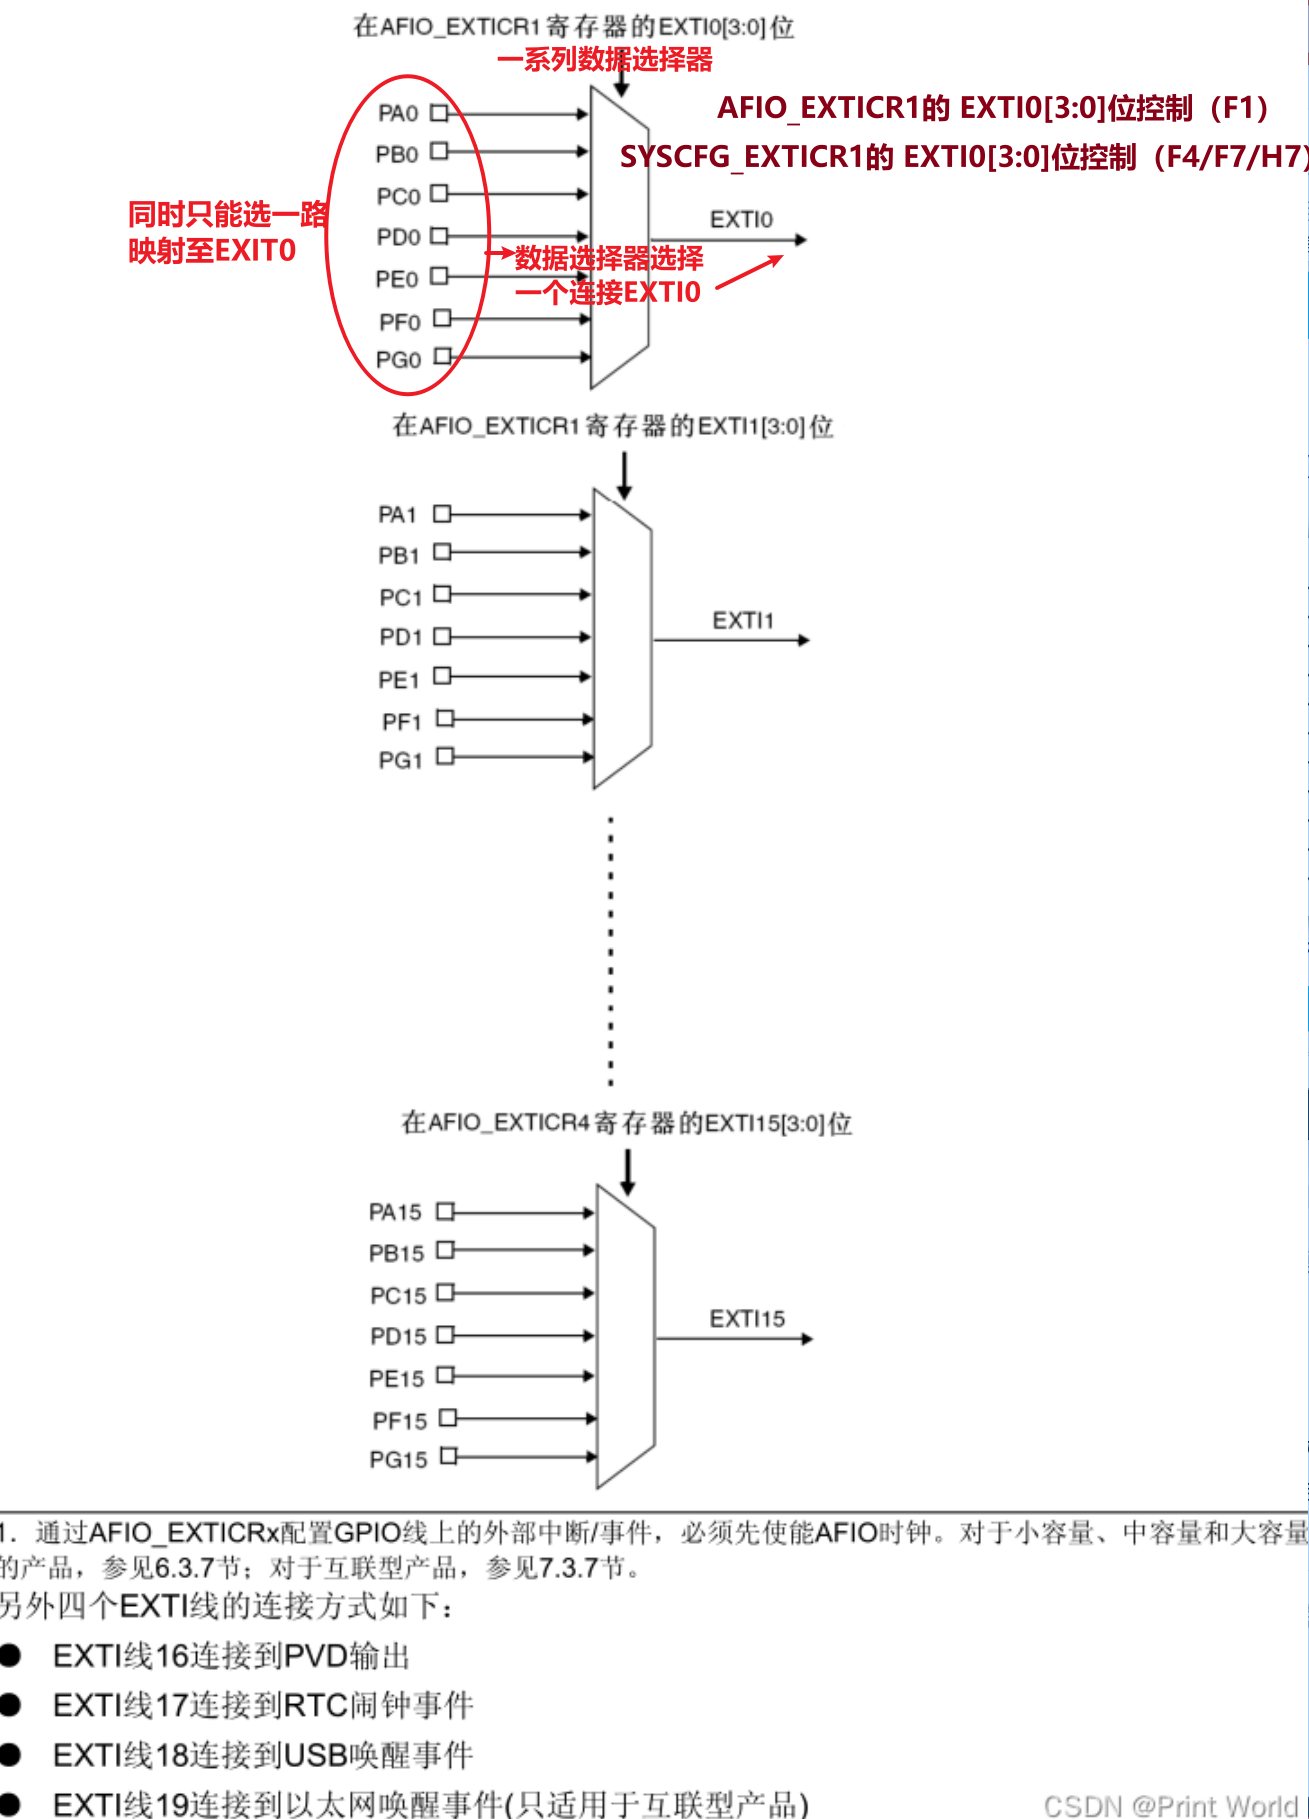 在AFIO_EXTICR1寄存器的EXTI0[3:0]位
一系列数据选择器
AFIO_EXTICR1的 EXTI0[3:0]位控制（F1）
SYSCFG_EXTICR1的 EXTI0[3:0]位控制（F4/F7/H7）
PA0
PB0
PC0
PD0
PE0
PF0
PG0
同时只能选一路
映射至EXIT0
数据选择器选择
一个连接EXTI0
EXTI0
在AFIO_EXTICR1寄存器的EXTI1[3:0]位
PA1
PB1
PC1
PD1
PE1
PF1
PG1
EXTI1
在AFIO_EXTICR4寄存器的EXTI15[3:0]位
PA15
PB15
PC15
PD15
PE15
PF15
PG15
EXTI15
1. 通过AFIO_EXTICRx配置GPIO线上的外部中断/事件，必须先使能AFIO时钟。对于小容量、中容量和大容量
的产品，参见6.3.7节；对于互联型产品，参见7.3.7节。
另外四个EXTI线的连接方式如下：
● EXTI线16连接到PVD输出
● EXTI线17连接到RTC闹钟事件
● EXTI线18连接到USB唤醒事件
● EXTI线19连接到以太网唤醒事件(只适用于互联型产品)
CSDN @Print World